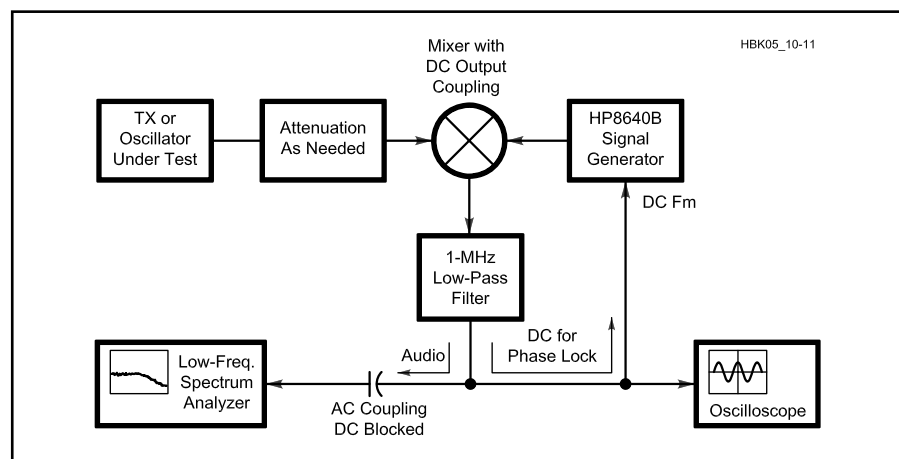 HBK05_10-11
Mixer with
DC Output
Coupling
TX or
Oscillator
Under Test
Attenuation
As Needed
HP8640B
Signal
Generator
DC Fm
1-MHz
Low-Pass
Filter
Low-Freq.
Spectrum
Analyzer
Audio
DC for
Phase Lock
AC Coupling
DC Blocked
Oscilloscope